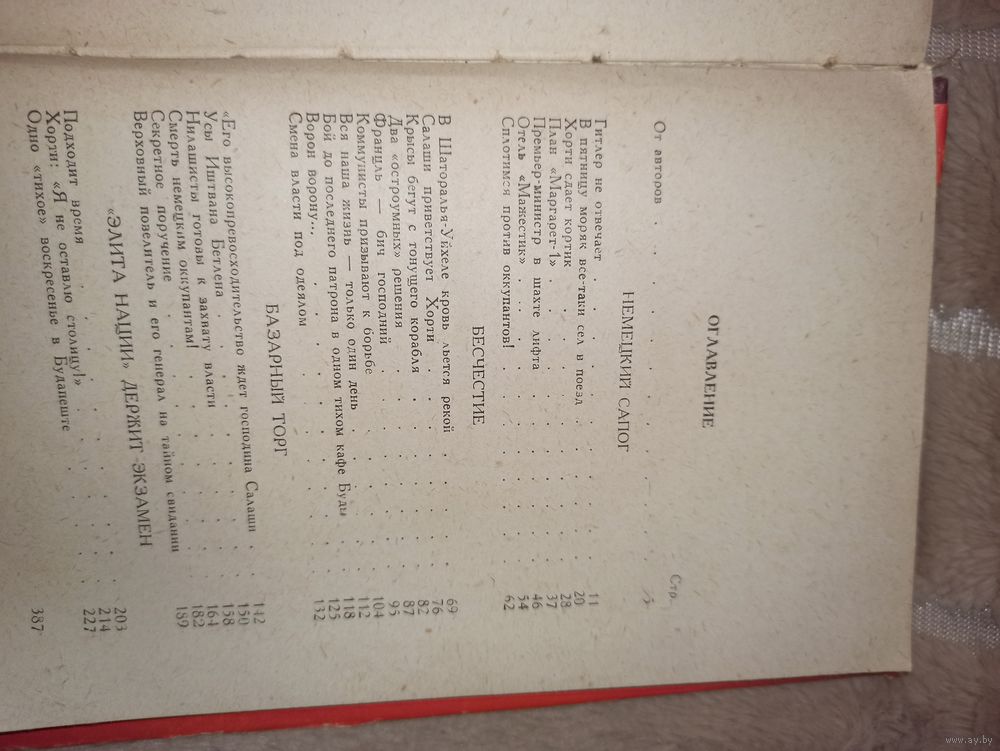 ОГЛАВЛЕНИЕ
Стр.
От авторов . . . . . . . . 5
НЕМЕЦКИЙ САПОГ
Гитлер не отвечает . . . . . . . 11
В пятницу моряк все-таки сел в поезд . . . 20
Хорти сдает кортик . . . . . . . 28
План «Маргарет-1» . . . . . . . 37
Премьер-министр в шахте лифта . . . . 46
Отель «Мажестик» . . . . . . . 54
Сплотимся против оккупантов! . . . . 62
БЕСЧЕСТИЕ
В Шаторалья-Уйхеле кровь льется рекой . . . 69
Салаши приветствует Хорти . . . . . 76
Крысы бегут с тонущего корабля . . . . 82
Два «остроумных» решения . . . . . 87
Францль — бич господний . . . . . 95
Коммунисты призывают к борьбе . . . . 104
Вся наша жизнь — только один день . . . 112
Бой до последнего патрона в одном тихом кафе Буды 118
Ворон ворону... . . . . . . . 125
Смена власти под одеялом . . . . . 132
БАЗАРНЫЙ ТОРГ
«Его высокопревосходительство ждет господина Салаши» . 142
Усы Иштвана Бетлена . . . . . . 150
Нилашисты готовы к захвату власти . . . . 158
Смерть немецким оккупантам! . . . . . 164
Секретное поручение . . . . . . 182
Верховный повелитель и его генерал на тайном свидании 189
«ЭЛИТА НАЦИИ» ДЕРЖИТ ЭКЗАМЕН
Подходит время . . . . . . . 203
Хорти: «Я не оставлю столицу!» . . . . 214
Одно «тихое» воскресенье в Будапеште . . . 227
387
www.ay.by